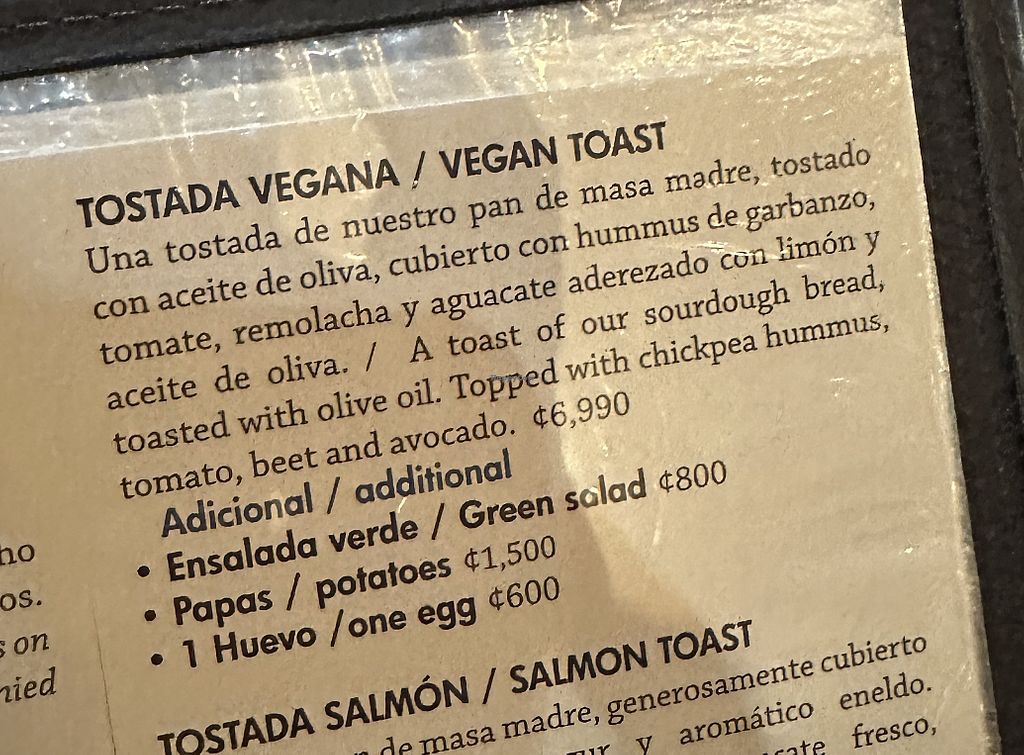 TOSTADA VEGANA / VEGAN TOAST
Una tostada de nuestro pan de masa madre, tostado
con aceite de oliva, cubierto con hummus de garbanzo,
tomate, remolacha y aguacate aderezado con limón y
aceite de oliva. / A toast of our sourdough bread,
toasted with olive oil. Topped with chickpea hummus,
tomato, beet and avocado. ¢6,990
Adicional / additional
• Ensalada verde / Green salad ¢800
• Papas / potatoes ¢1,500
• 1 Huevo /one egg ¢600
TOSTADA SALMÓN / SALMON TOAST
de masa madre, generosamente cubierto
y aromático eneldo.
fresco,
on